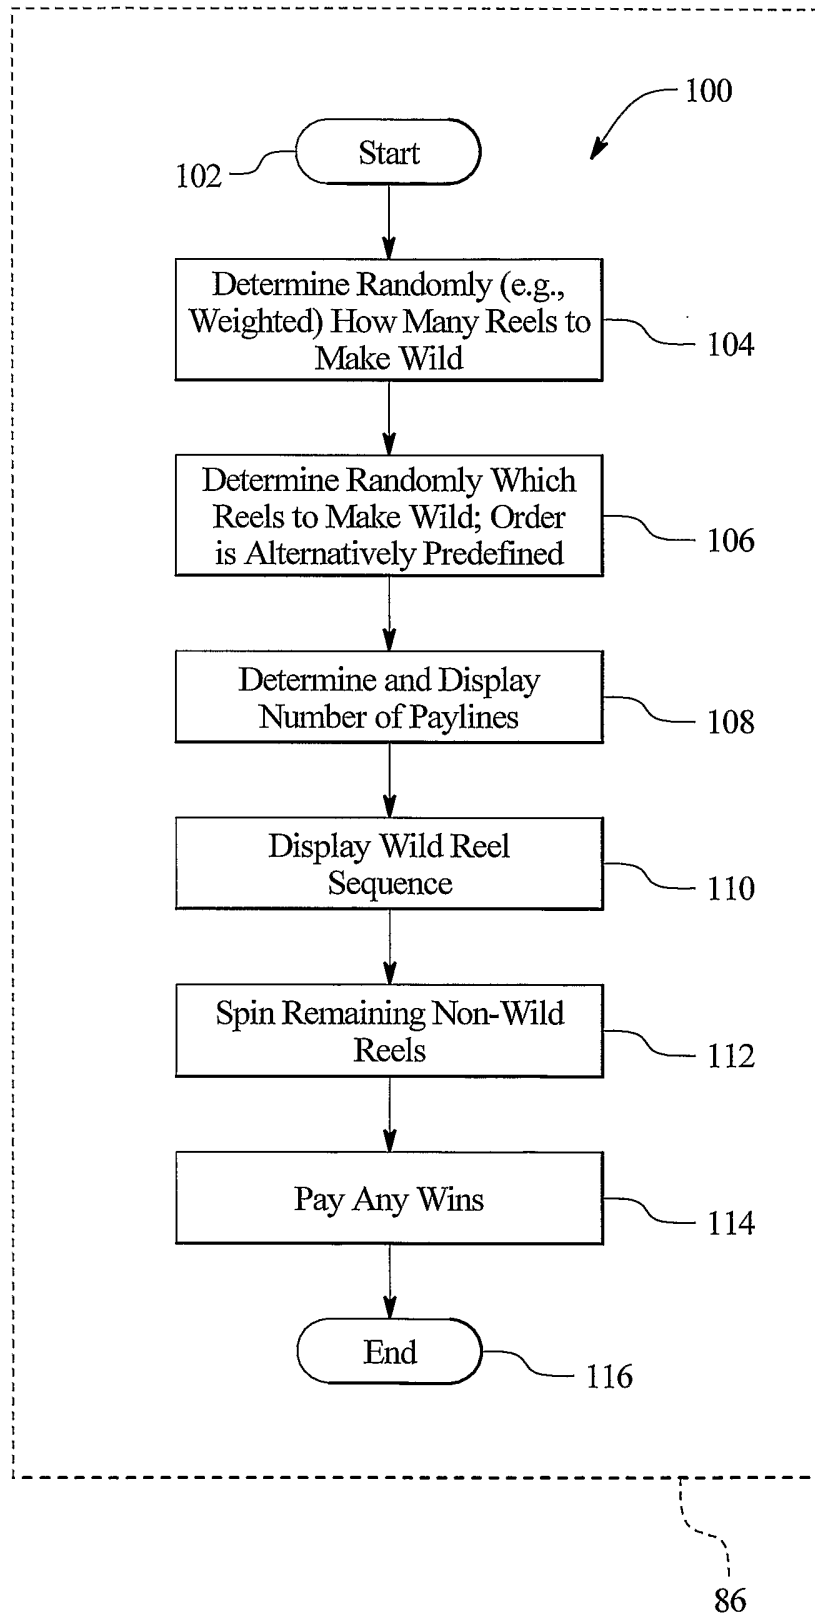 100
Start
102
Determine Randomly (e.g.,
Weighted) How Many Reels to
Make Wild
104
Determine Randomly Which
Reels to Make Wild; Order
is Alternatively Predefined
106
Determine and Display
Number of Paylines
108
Display Wild Reel
Sequence
110
Spin Remaining Non-Wild
Reels
112
Pay Any Wins
114
End
116
86